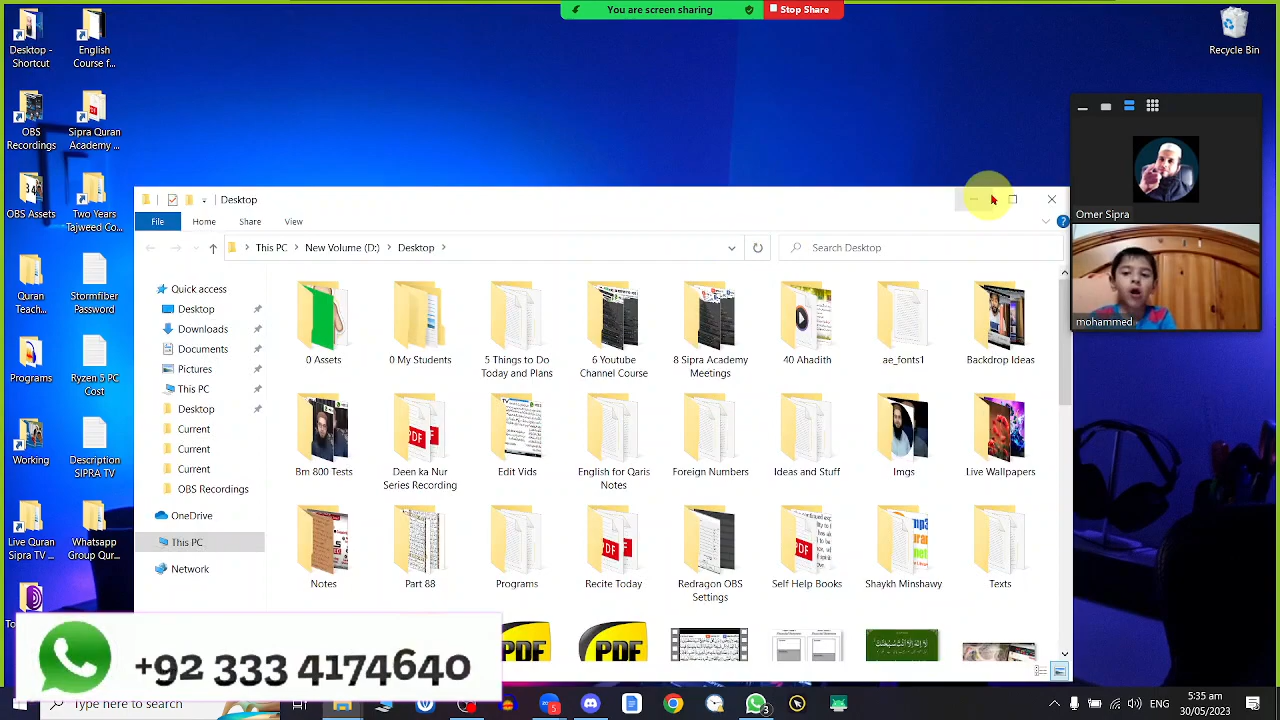 You are screen sharing
Stop Share
Desktop - Shortcut
English Course f...
Recycle Bin
OBS Recordings
Sipra Quran Academy ...
OBS Assets
Two Years Tajweed Co...
Quran Teach...
Stormfiber Password
Programs
Ryzen 5 PC Cost
Working
Description SIPRA TV
Live Quran Sipra TV ...
Whatsapp Group Qur...
Desktop
File Home Share View
This PC > New Volume (D:) > Desktop >
Search Desktop
Quick access
Desktop
Downloads
Documents
Pictures
This PC
Desktop
Current
Current
Current
OBS Recordings
OneDrive
This PC
Network
0 Assets
0 My Students
5 Things to Do Today and Plans
6 Youtube Channel Course
8 Sipra Academy Meetings
40 Ahadith
ae_fonts1
Backdrop Ideas
Bm 800 Tests
Deen ka Nur Series Recording
Edit Vids
English for Qaris Notes
Foreign Numbers
Ideas and Stuff
Imgs
Live Wallpapers
Notes
Part 88
Programs
Recite Today
Redragon OBS Settings
Self Help Books
Shaykh Minshawy
Texts
PDF
PDF
Omer Sipra
mohammed
+92 333 4174640
Type here to search
5:35 am
30/05/2023